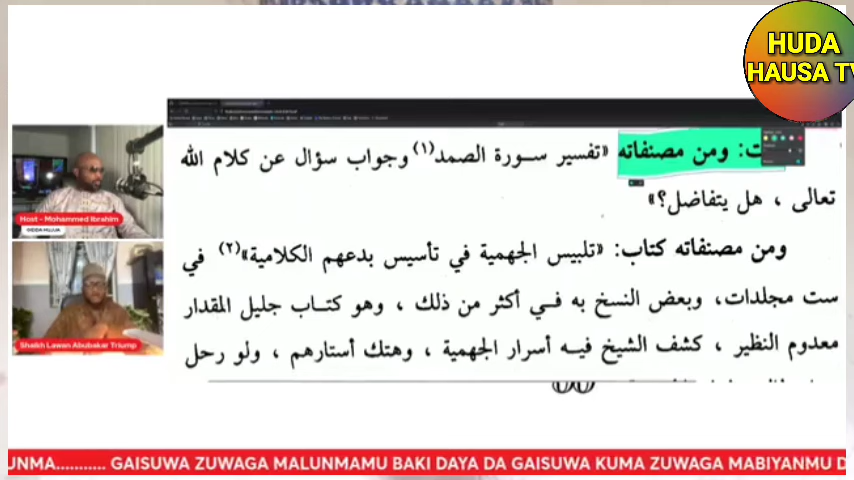 HUDA
HAUSA TV
ت: ومن مصنفاته «تفسير سورة الصمد(١) وجواب سؤال عن كلام الله
تعالى ، هل يتفاضل؟»
ومن مصنفاته كتاب: «تلبيس الجهمية في تأسيس بدعهم الكلامية»(٢) في
ست مجلدات، وبعض النسخ به في أكثر من ذلك ، وهو كتاب جليل المقدار
معدوم النظير ، كشف الشيخ فيه أسرار الجهمية ، وهتك أستارهم ، ولو رحل
Host - Mohammed Ibrahim
Shaikh Lawan Abubakar Triump
UNMA........... GAISUWA ZUWAGA MALUNMAMU BAKI DAYA DA GAISUWA KUMA ZUWAGA MABIYANMU D